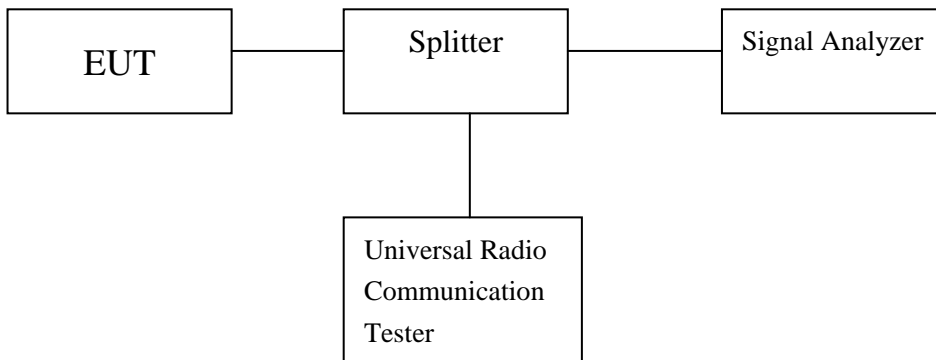 EUT
Splitter
Signal Analyzer
Universal Radio
Communication
Tester